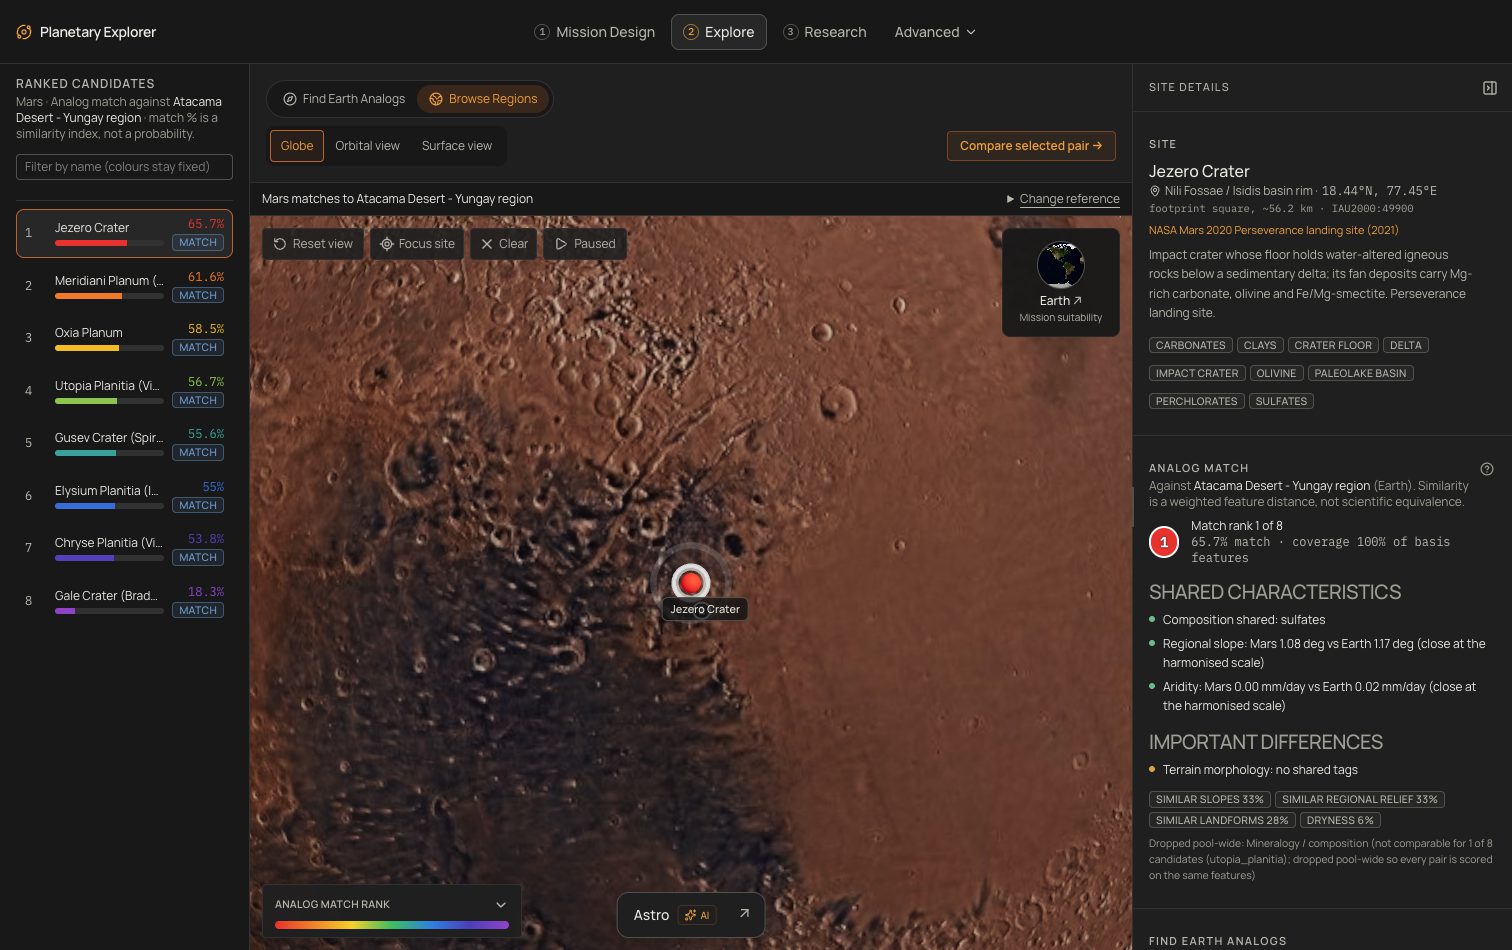 Planetary Explorer
1 Mission Design
2 Explore
3 Research
Advanced
RANKED CANDIDATES
Mars · Analog match against Atacama
Desert - Yungay region · match % is a
similarity index, not a probability.
Filter by name (colours stay fixed)
1 Jezero Crater 65.7%
MATCH
2 Meridiani Planum (... 61.6%
MATCH
3 Oxia Planum 58.5%
MATCH
4 Utopia Planitia (Vi... 56.7%
MATCH
5 Gusev Crater (Spir... 55.6%
MATCH
6 Elysium Planitia (I... 55%
MATCH
7 Chryse Planitia (Vi... 53.8%
MATCH
8 Gale Crater (Brad... 18.3%
MATCH
Find Earth Analogs
Browse Regions
Globe
Orbital view
Surface view
Compare selected pair →
Mars matches to Atacama Desert - Yungay region
Change reference
Reset view
Focus site
Clear
Paused
Earth ↗
Mission suitability
Jezero Crater
ANALOG MATCH RANK
Astro AI
SITE DETAILS
SITE
Jezero Crater
Nili Fossae / Isidis basin rim · 18.44°N, 77.45°E
footprint square, ~56.2 km · IAU2000:49900
NASA Mars 2020 Perseverance landing site (2021)
Impact crater whose floor holds water-altered igneous
rocks below a sedimentary delta; its fan deposits carry Mg-
rich carbonate, olivine and Fe/Mg-smectite. Perseverance
landing site.
CARBONATES CLAYS CRATER FLOOR DELTA
IMPACT CRATER OLIVINE PALEOLAKE BASIN
PERCHLORATES SULFATES
ANALOG MATCH
Against Atacama Desert - Yungay region (Earth). Similarity
is a weighted feature distance, not scientific equivalence.
1
Match rank 1 of 8
65.7% match · coverage 100% of basis
features
SHARED CHARACTERISTICS
Composition shared: sulfates
Regional slope: Mars 1.08 deg vs Earth 1.17 deg (close at the
harmonised scale)
Aridity: Mars 0.00 mm/day vs Earth 0.02 mm/day (close at
the harmonised scale)
IMPORTANT DIFFERENCES
Terrain morphology: no shared tags
SIMILAR SLOPES 33% SIMILAR REGIONAL RELIEF 33%
SIMILAR LANDFORMS 28% DRYNESS 6%
Dropped pool-wide: Mineralogy / composition (not comparable for 1 of 8
candidates (utopia_planitia); dropped pool-wide so every pair is scored
on the same features)
FIND EARTH ANALOGS